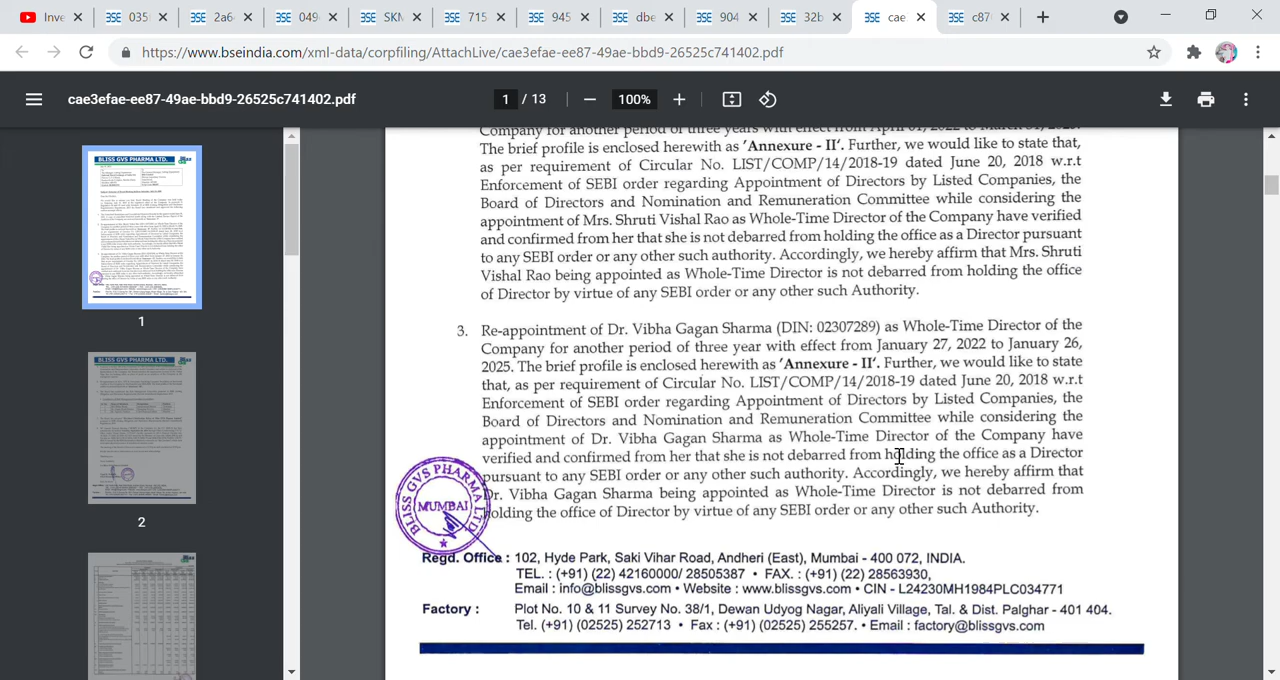 Inve
035
2a6
049
SKM
715
945
dbe
904
32b
cae
c87
https://www.bseindia.com/xml-data/corpfiling/AttachLive/cae3efae-ee87-49ae-bbd9-26525c741402.pdf
cae3efae-ee87-49ae-bbd9-26525c741402.pdf
1 / 13
100%
BLISS GVS PHARMA LTD.
1
BLISS GVS PHARMA LTD.
2
Company for another period of three years with effect from April 01, 2022 to March 31,
The brief profile is enclosed herewith as 'Annexure - II'. Further, we would like to state that,
as per requirement of Circular No. LIST/COMP/14/2018-19 dated June 20, 2018 w.r.t
Enforcement of SEBI order regarding Appointment of Directors by Listed Companies, the
Board of Directors and Nomination and Remuneration Committee while considering the
appointment of Mrs. Shruti Vishal Rao as Whole-Time Director of the Company have verified
and confirmed from her that she is not debarred from holding the office as a Director pursuant
to any SEBI order or any other such authority. Accordingly, we hereby affirm that Mrs. Shruti
Vishal Rao being appointed as Whole-Time Director is not debarred from holding the office
of Director by virtue of any SEBI order or any other such Authority.
3. Re-appointment of Dr. Vibha Gagan Sharma (DIN: 02307289) as Whole-Time Director of the
Company for another period of three year with effect from January 27, 2022 to January 26,
2025. The brief profile is enclosed herewith as 'Annexure - II'. Further, we would like to state
that, as per requirement of Circular No. LIST/COMP/14/2018-19 dated June 20, 2018 w.r.t
Enforcement of SEBI order regarding Appointment of Directors by Listed Companies, the
Board of Directors and Nomination and Remuneration Committee while considering the
appointment of Dr. Vibha Gagan Sharma as Whole-Time Director of the Company have
verified and confirmed from her that she is not debarred from holding the office as a Director
pursuant to any SEBI order or any other such authority. Accordingly, we hereby affirm that
Dr. Vibha Gagan Sharma being appointed as Whole-Time Director is not debarred from
holding the office of Director by virtue of any SEBI order or any other such Authority.
BLISS GVS PHARMA LTD
MUMBAI
Regd. Office : 102, Hyde Park, Saki Vihar Road, Andheri (East), Mumbai - 400 072, INDIA.
TEL : (+91) (22) 42160000/ 28505387 • FAX : (+91) (22) 28563930,
Email : info@blissgvs.com • Website : www.blissgvs.com • CIN - L24230MH1984PLC034771
Factory : Plot No. 10 & 11 Survey No. 38/1, Dewan Udyog Nagar, Aliyali Village, Tal. & Dist. Palghar - 401 404.
Tel. (+91) (02525) 252713 • Fax : (+91) (02525) 255257. • Email : factory@blissgvs.com